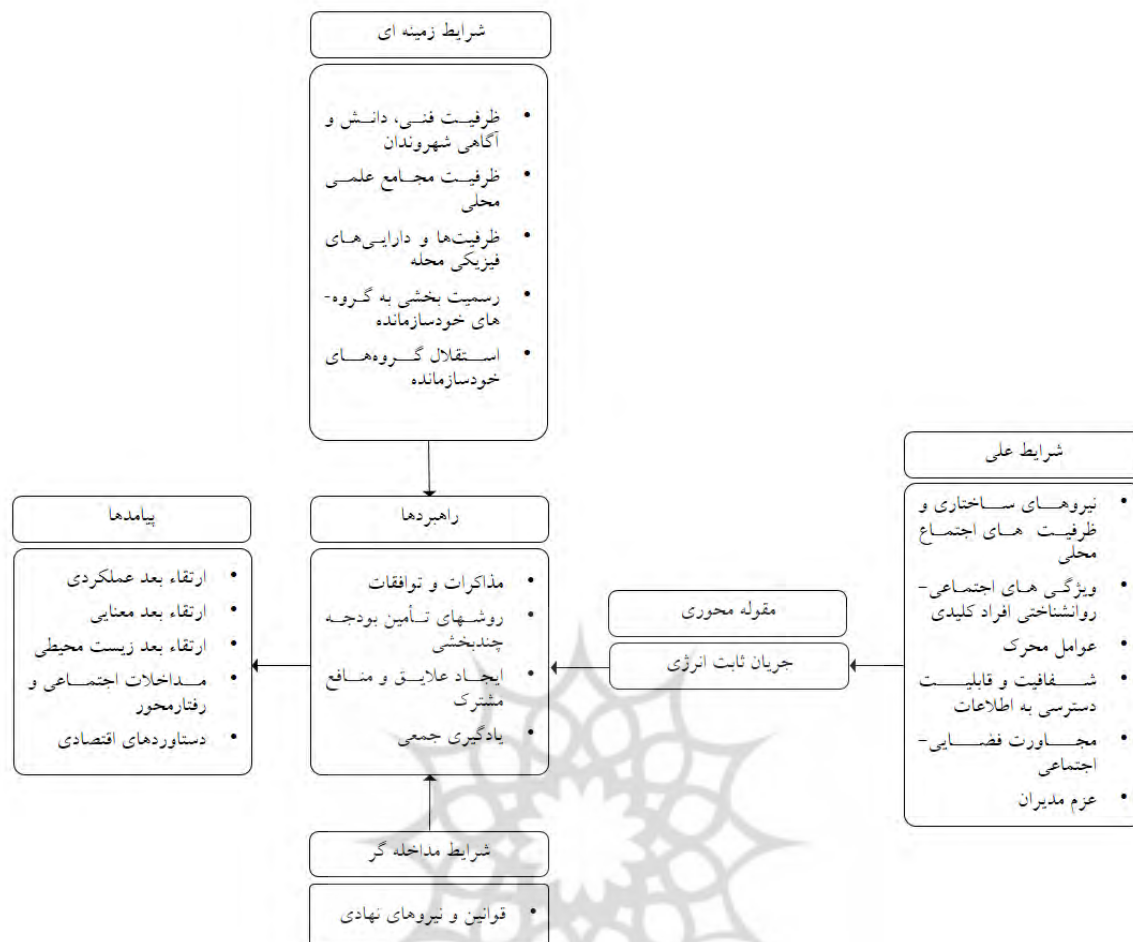 شرایط زمینه ای
• ظرفیت فنی، دانش و
آگاهی شهروندان
• ظرفیت مجامع علمی
محلی
• ظرفیت‌ها و دارایی‌های
فیزیکی محله
• رسمیت بخشی به گروه-
های خودسازمانده
• استقلال گروه‌های
خودسازمانده
شرایط علی
• نیروهای ساختاری و
ظرفیت های اجتماع
محلی
• ویژگی های اجتماعی-
روانشناختی افراد کلیدی
• عوامل محرک
• شفافیت و قابلیت
دسترسی به اطلاعات
• مجاورت فضایی-
اجتماعی
• عزم مدیران
مقوله محوری
جریان ثابت انرژی
راهبردها
• مذاکرات و توافقات
• روشهای تأمین بودجه
چندبخشی
• ایجاد علایق و منافع
مشترک
• یادگیری جمعی
پیامدها
• ارتقاء بعد عملکردی
• ارتقاء بعد معنایی
• ارتقاء بعد زیست محیطی
• مداخلات اجتماعی و
رفتارمحور
• دستاوردهای اقتصادی
شرایط مداخله گر
• قوانین و نیروهای نهادی